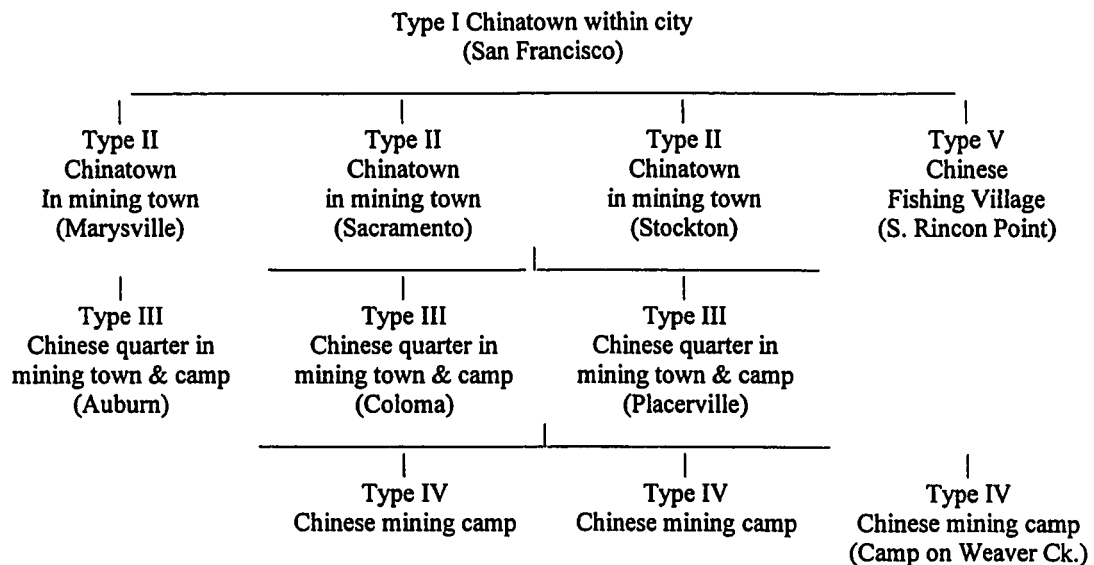 Type I Chinatown within city
(San Francisco)
Type II
Chinatown
In mining town
(Marysville)
Type II
Chinatown
in mining town
(Sacramento)
Type II
Chinatown
in mining town
(Stockton)
Type V
Chinese
Fishing Village
(S. Rincon Point)
Type III
Chinese quarter in
mining town & camp
(Auburn)
Type III
Chinese quarter in
mining town & camp
(Coloma)
Type III
Chinese quarter in
mining town & camp
(Placerville)
Type IV
Chinese mining camp
Type IV
Chinese mining camp
Type IV
Chinese mining camp
(Camp on Weaver Ck.)